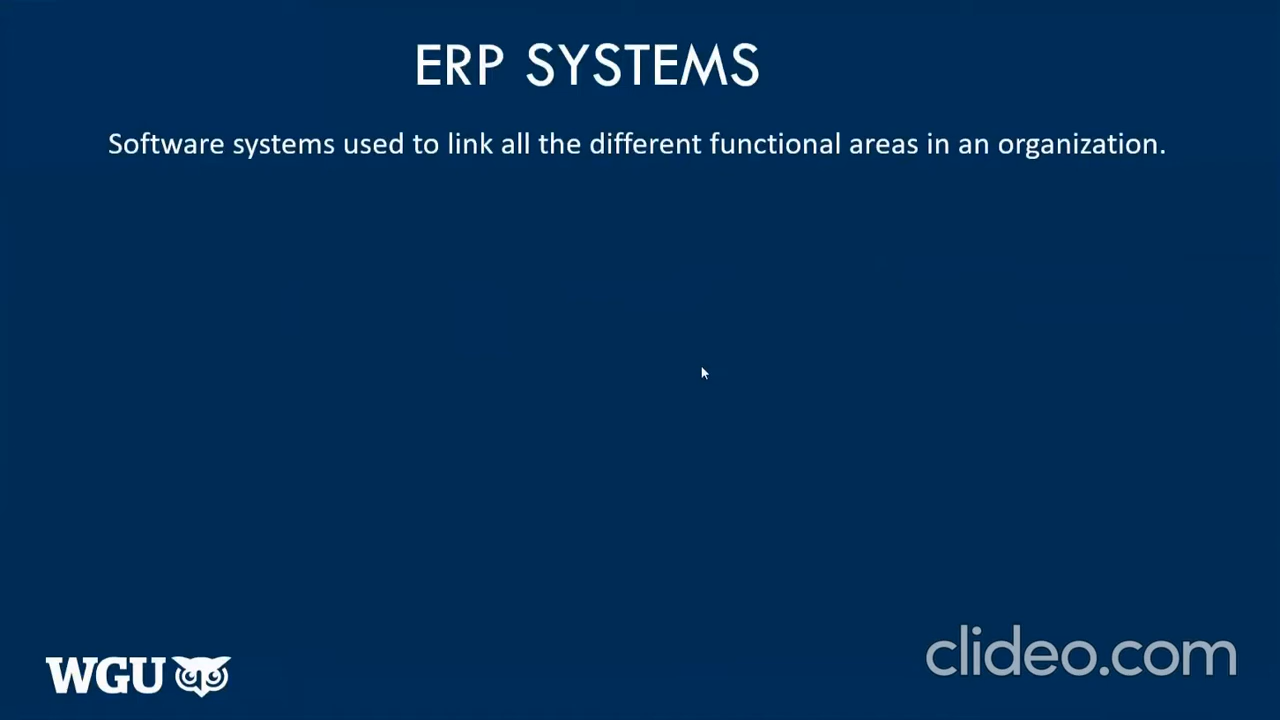 ERP SYSTEMS
Software systems used to link all the different functional areas in an organization.
WGU
clideo.com